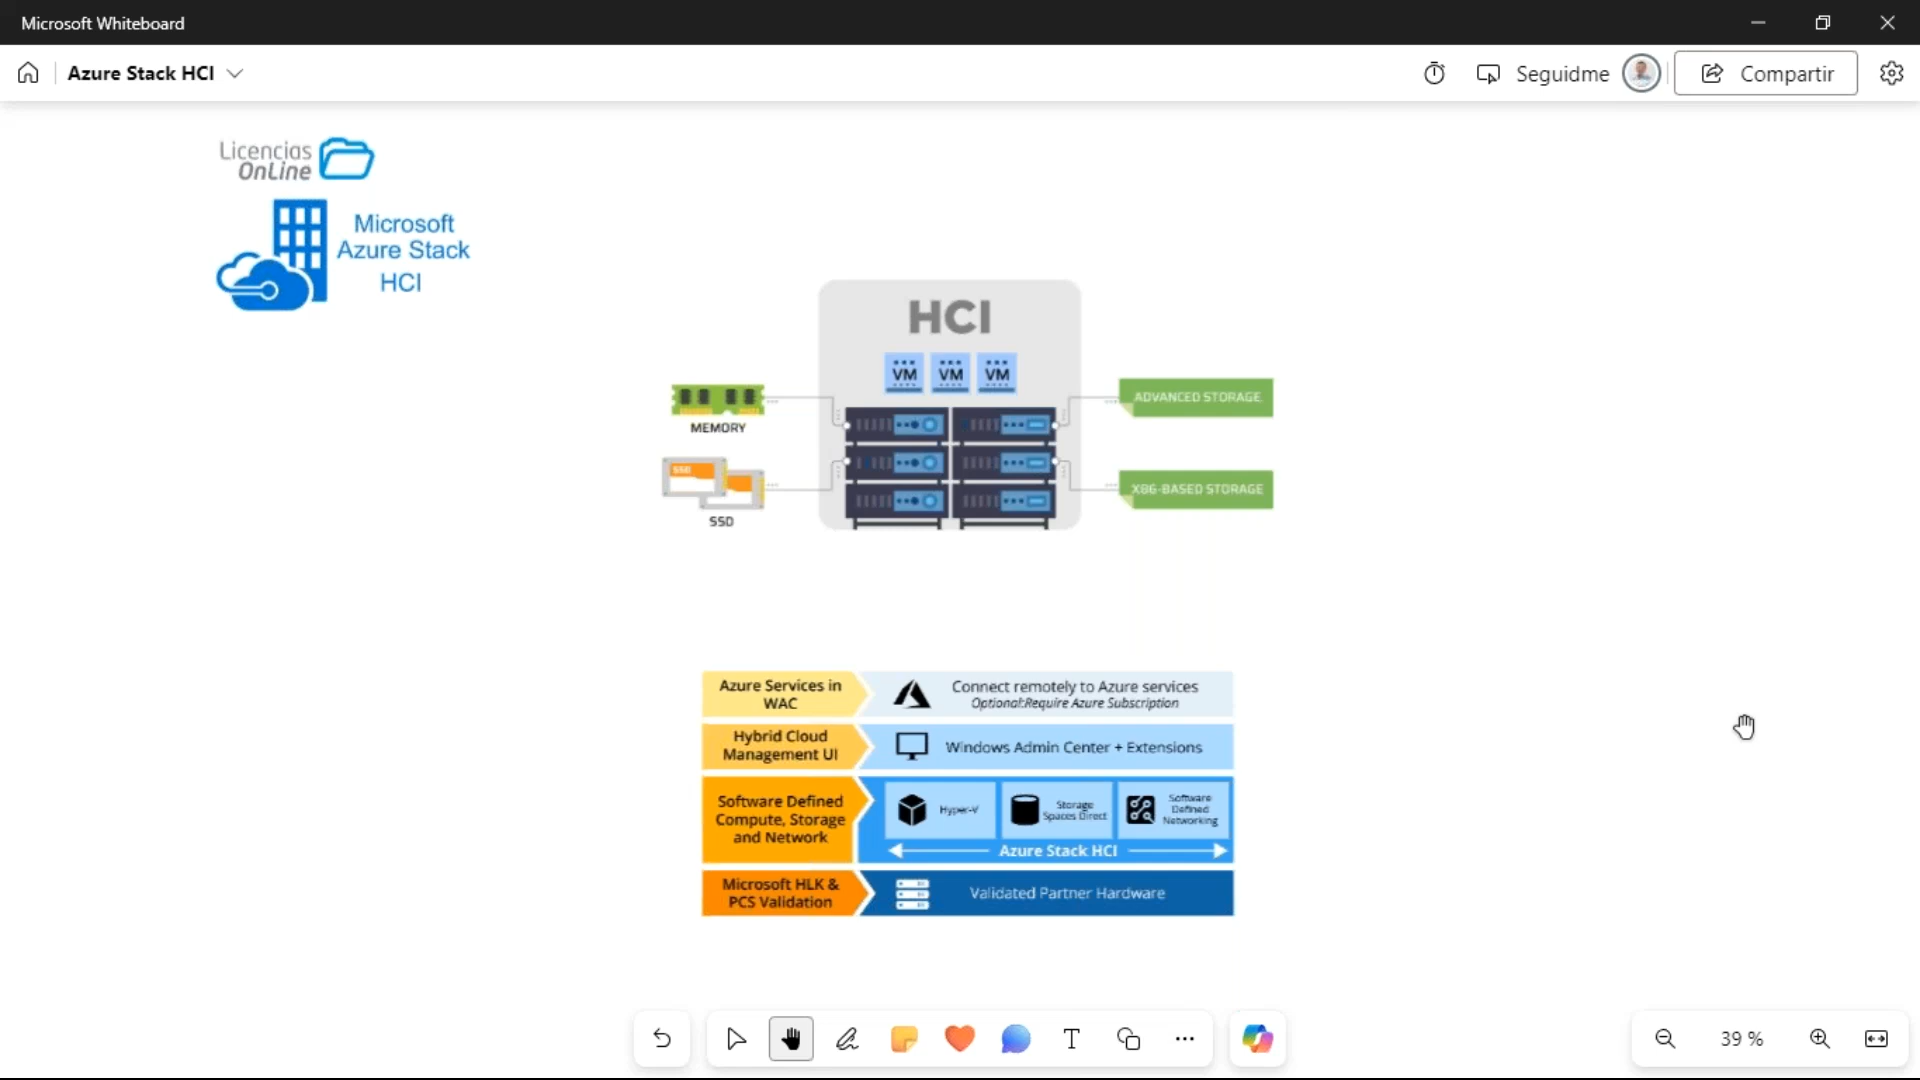 Microsoft Whiteboard
Azure Stack HCI
Seguidme
Compartir
Licencias
OnLine
Microsoft
Azure Stack
HCI
HCI
VM VM VM
MEMORY
SSD
SSD
ADVANCED STORAGE
X86-BASED STORAGE
Azure Services in
WAC
Connect remotely to Azure services
Optional:Require Azure Subscription
Hybrid Cloud
Management UI
Windows Admin Center + Extensions
Software Defined
Compute, Storage
and Network
Hyper-V
Storage
Spaces Direct
Software
Defined
Networking
Azure Stack HCI
Microsoft HLK &
PCS Validation
Validated Partner Hardware
T
39 %